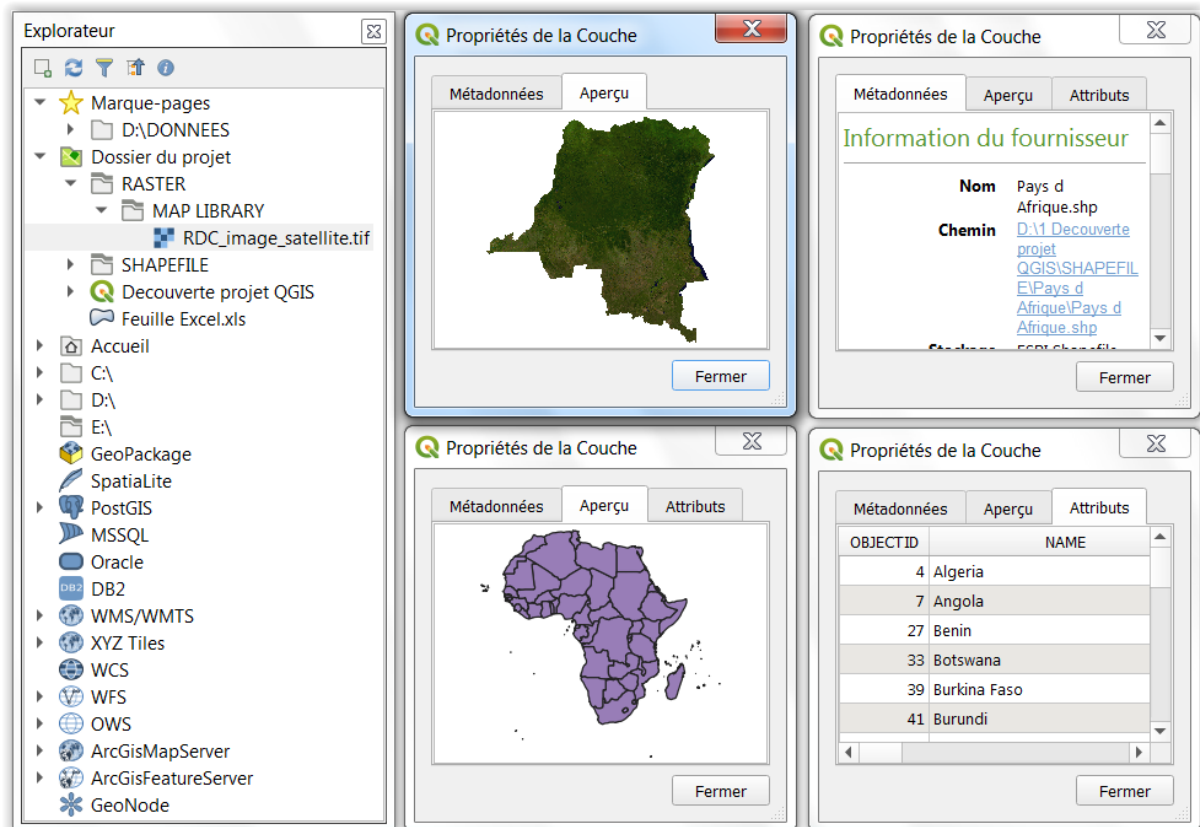 Explorateur
Marque-pages
D:\DONNEES
Dossier du projet
RASTER
MAP LIBRARY
RDC_image_satellite.tif
SHAPEFILE
Decouverte projet QGIS
Feuille Excel.xls
Accueil
C:\
D:\
E:\
GeoPackage
SpatiaLite
PostGIS
MSSQL
Oracle
DB2
DB2
WMS/WMTS
XYZ Tiles
WCS
WFS
OWS
ArcGisMapServer
ArcGisFeatureServer
GeoNode
Propriétés de la Couche
Métadonnées Aperçu
Fermer
Propriétés de la Couche
Métadonnées Aperçu Attributs
Information du fournisseur
Nom Pays d
Afrique.shp
Chemin D:\1 Decouverte
projet
QGIS\SHAPEFIL
E\Pays d
Afrique\Pays d
Afrique.shp
Stockage ESRI Shapefile
Fermer
Propriétés de la Couche
Métadonnées Aperçu Attributs
Fermer
Propriétés de la Couche
Métadonnées Aperçu Attributs
OBJECTID NAME
4 Algeria
7 Angola
27 Benin
33 Botswana
39 Burkina Faso
41 Burundi
Fermer